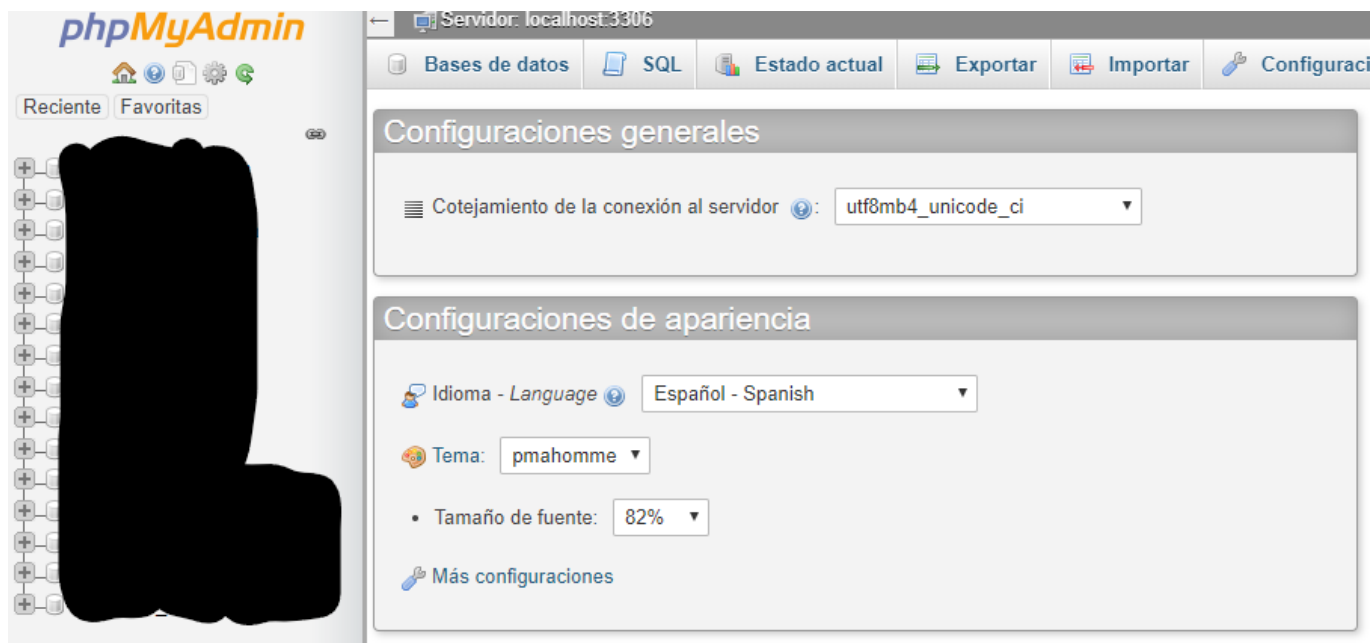 phpMyAdmin
Reciente Favoritas
Servidor: localhost:3306
Bases de datos SQL Estado actual Exportar Importar Configuraci
Configuraciones generales
Cotejamiento de la conexión al servidor : utf8mb4_unicode_ci
Configuraciones de apariencia
Idioma - Language Español - Spanish
Tema: pmahomme
Tamaño de fuente: 82%
Más configuraciones